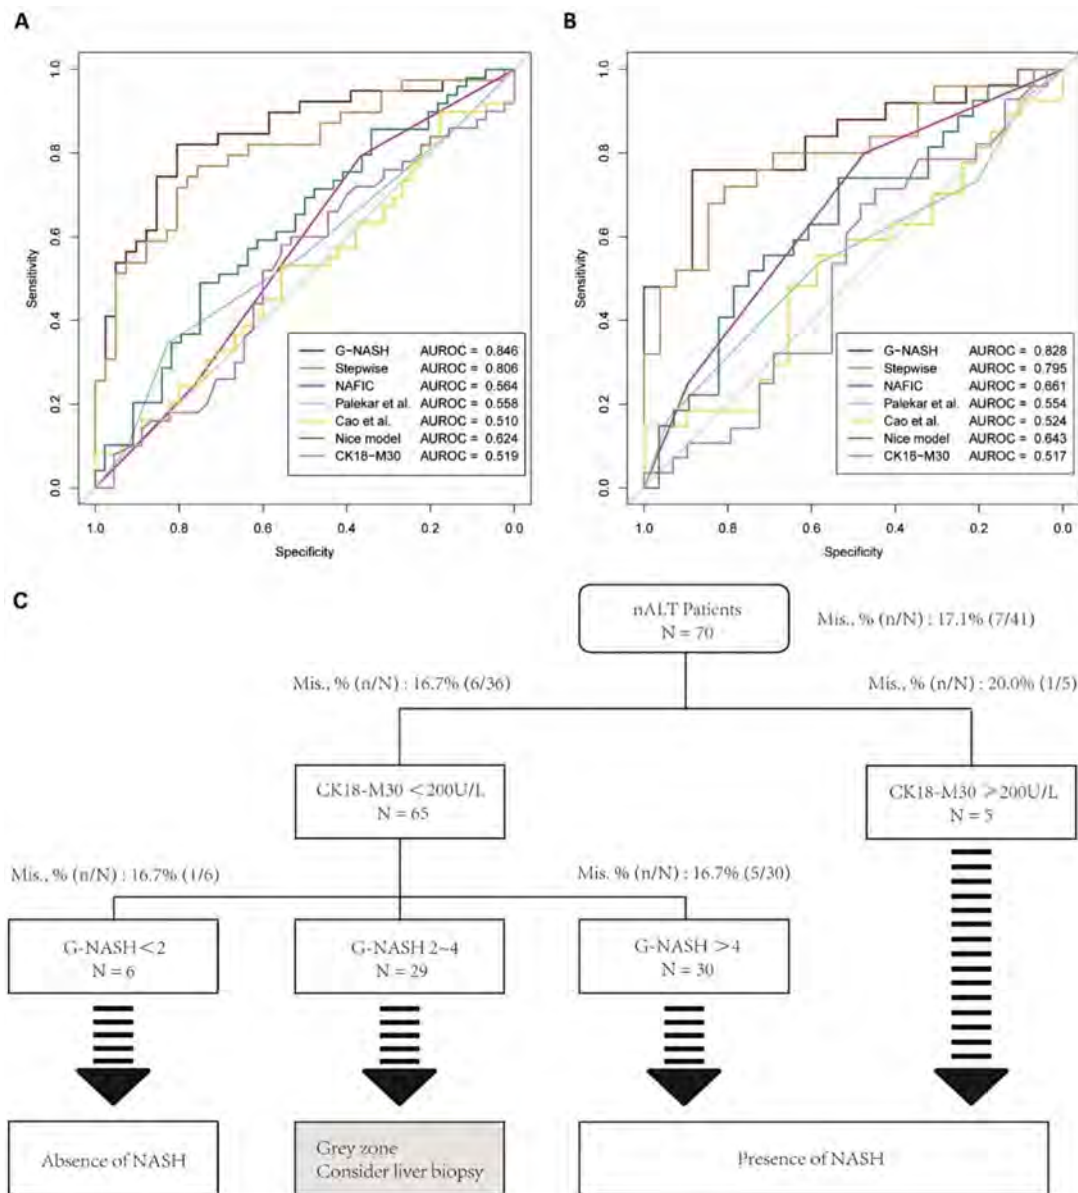 A
Sensitivity
1.0
0.8
0.6
0.4
0.2
0.0
G-NASH AUROC = 0.846
Stepwise AUROC = 0.806
NAFIC AUROC = 0.564
Palekar et al. AUROC = 0.558
Cao et al. AUROC = 0.510
Nice model AUROC = 0.624
CK18-M30 AUROC = 0.519
1.0 0.8 0.6 0.4 0.2 0.0
Specificity
B
Sensitivity
1.0
0.8
0.6
0.4
0.2
0.0
G-NASH AUROC = 0.828
Stepwise AUROC = 0.795
NAFIC AUROC = 0.661
Palekar et al. AUROC = 0.554
Cao et al. AUROC = 0.524
Nice model AUROC = 0.643
CK18-M30 AUROC = 0.517
1.0 0.8 0.6 0.4 0.2 0.0
Specificity
C
nALT Patients
N = 70
Mis., % (n/N) : 17.1% (7/41)
Mis., % (n/N) : 16.7% (6/36)
Mis., % (n/N) : 20.0% (1/5)
CK18-M30 <200U/L
N = 65
CK18-M30 ⩾200U/L
N = 5
Mis., % (n/N) : 16.7% (1/6)
Mis. % (n/N) : 16.7% (5/30)
G-NASH <2
N = 6
G-NASH 2~4
N = 29
G-NASH >4
N = 30
Absence of NASH
Grey zone
Consider liver biopsy
Presence of NASH